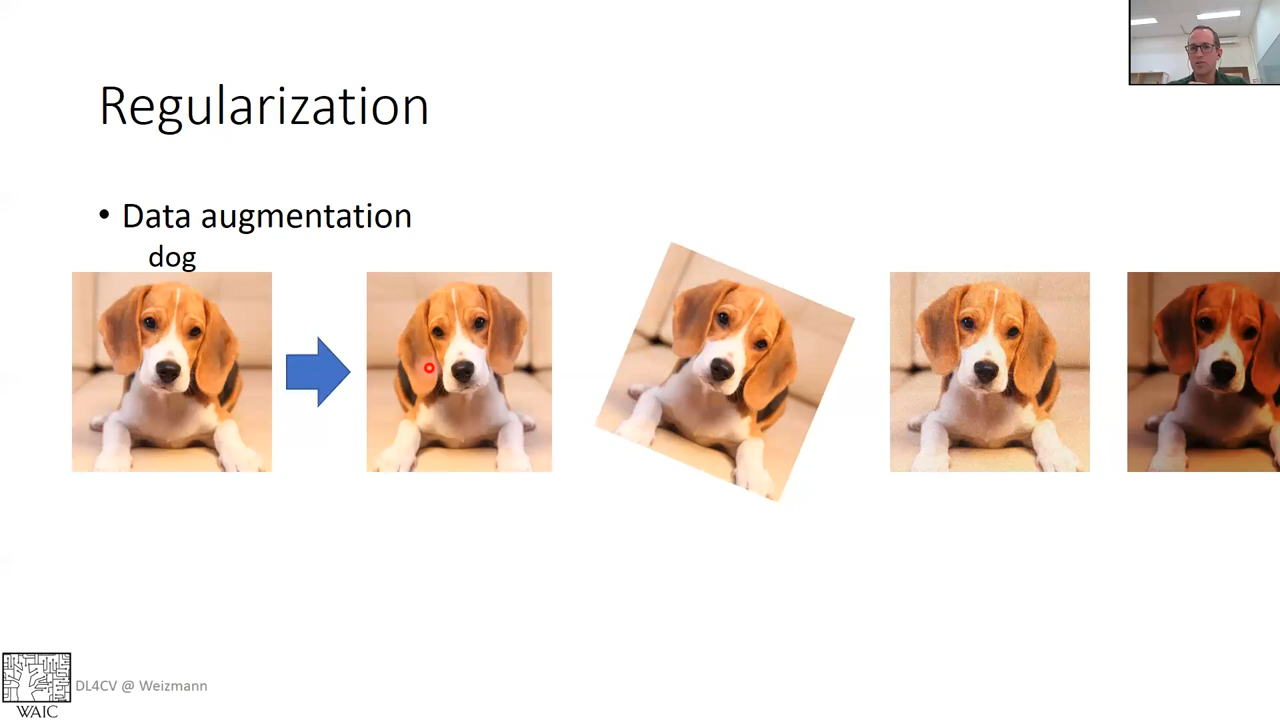 Regularization
• Data augmentation
dog
DL4CV @ Weizmann
WAIC